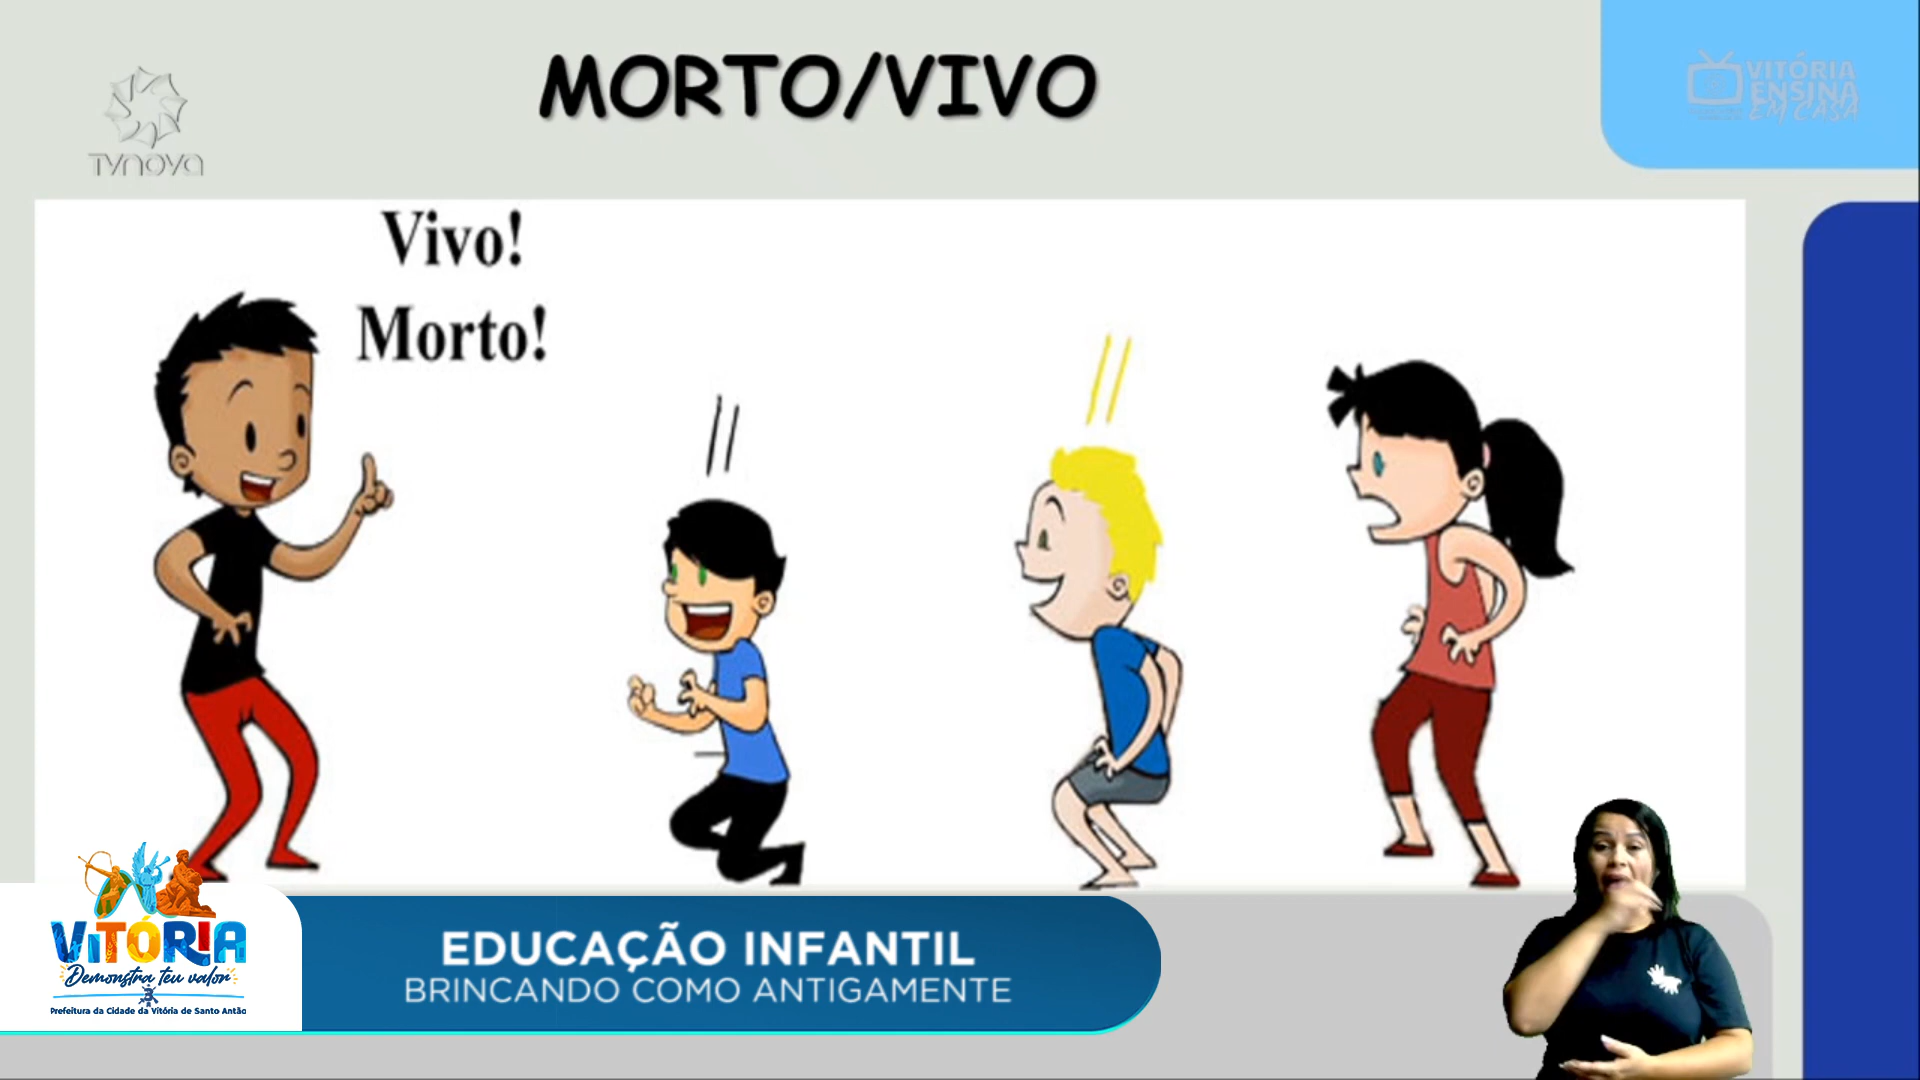 MORTO/VIVO
TVNOVA
VITÓRIA
ENSINA
EM CASA
Vivo!
Morto!
VITÓRIA
Demonstra teu valor
Prefeitura da Cidade da Vitória de Santo Antão
EDUCAÇÃO INFANTIL
BRINCANDO COMO ANTIGAMENTE